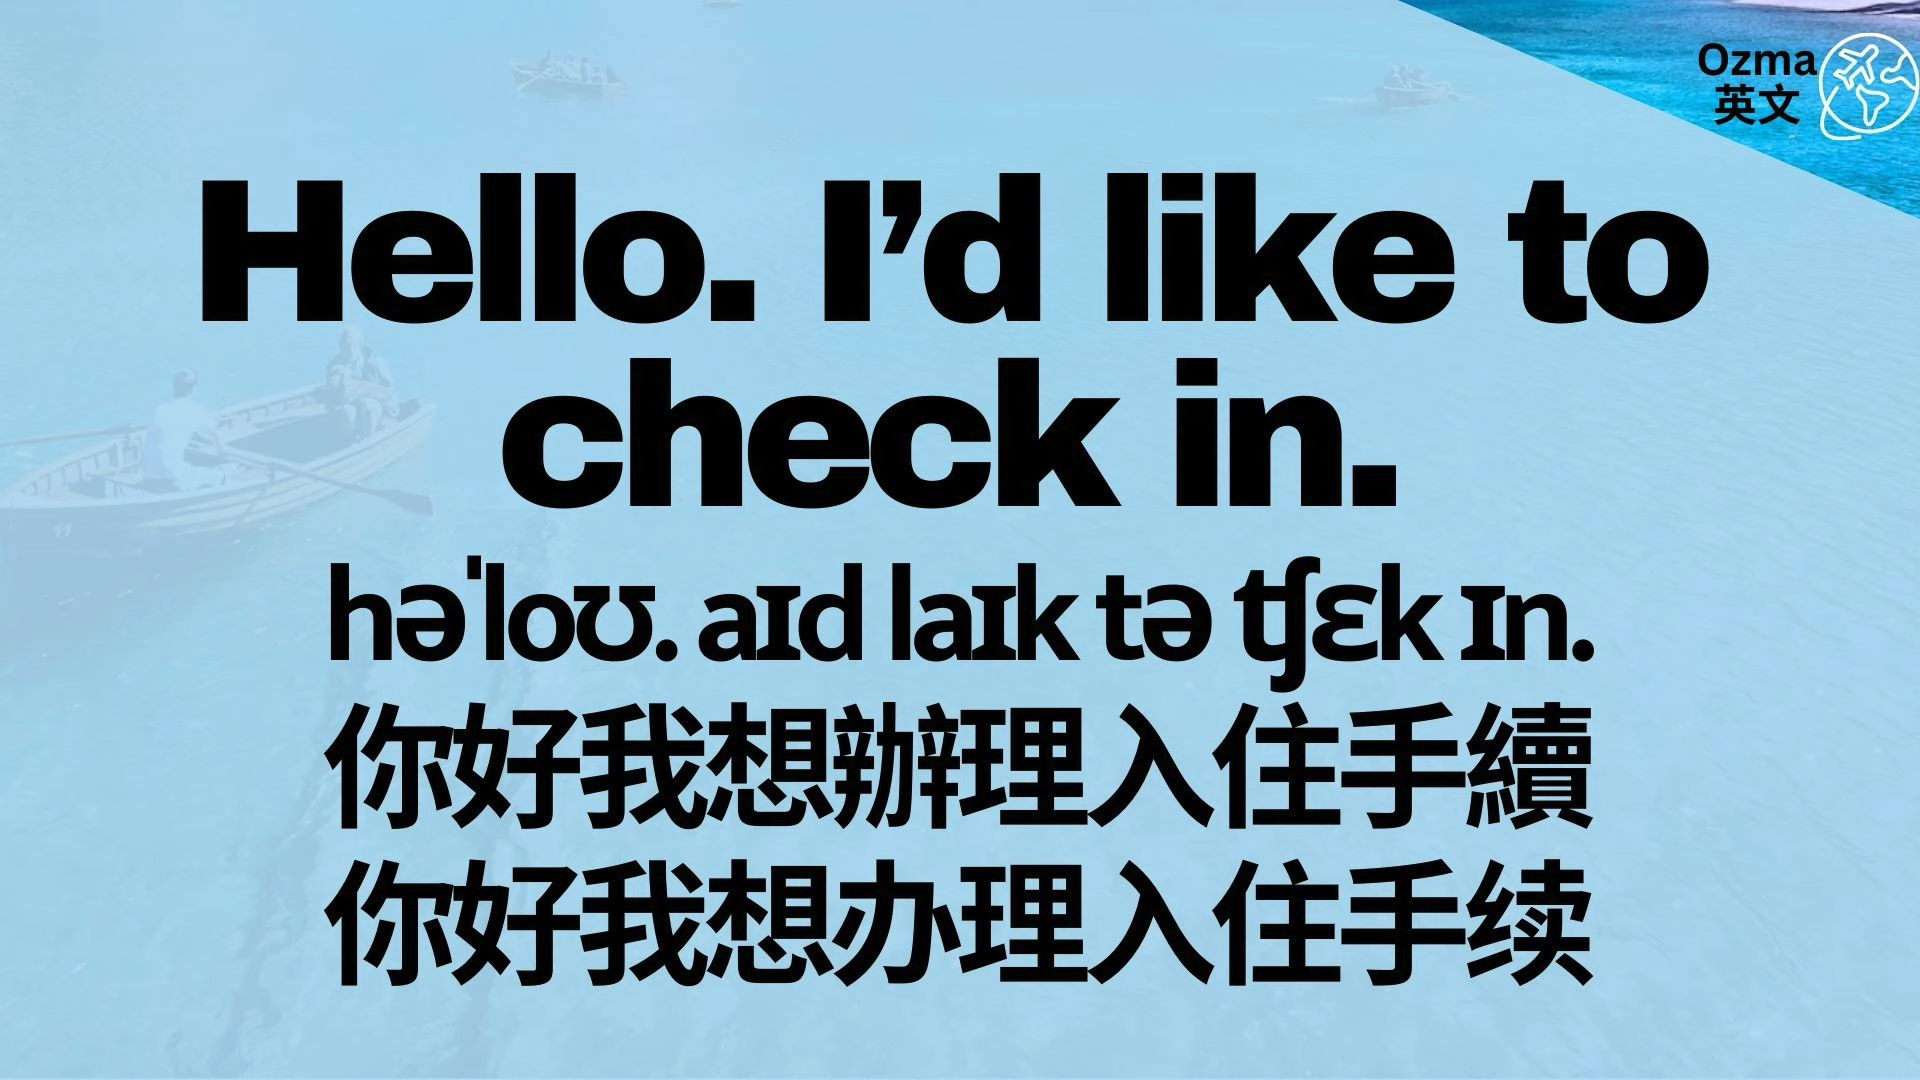 Ozma
英文
Hello. I’d like to
check in.
həˈloʊ. aɪd laɪk tə ʧɛk ɪn.
你好我想辦理入住手續
你好我想办理入住手续
11